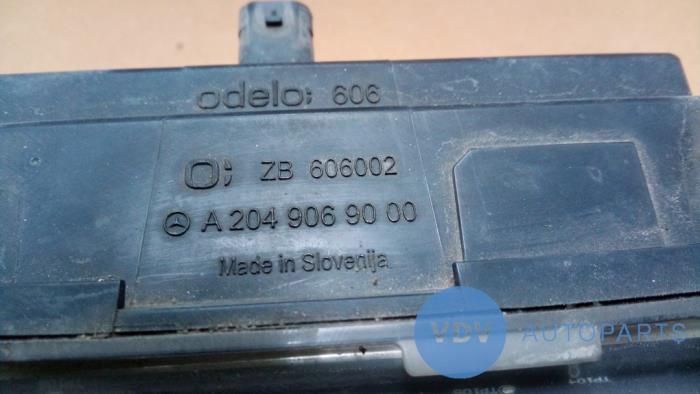 odelo; 606
ZB 606002
A 204 906 90 00
Made in Slovenija
VDV AUTOPARTS